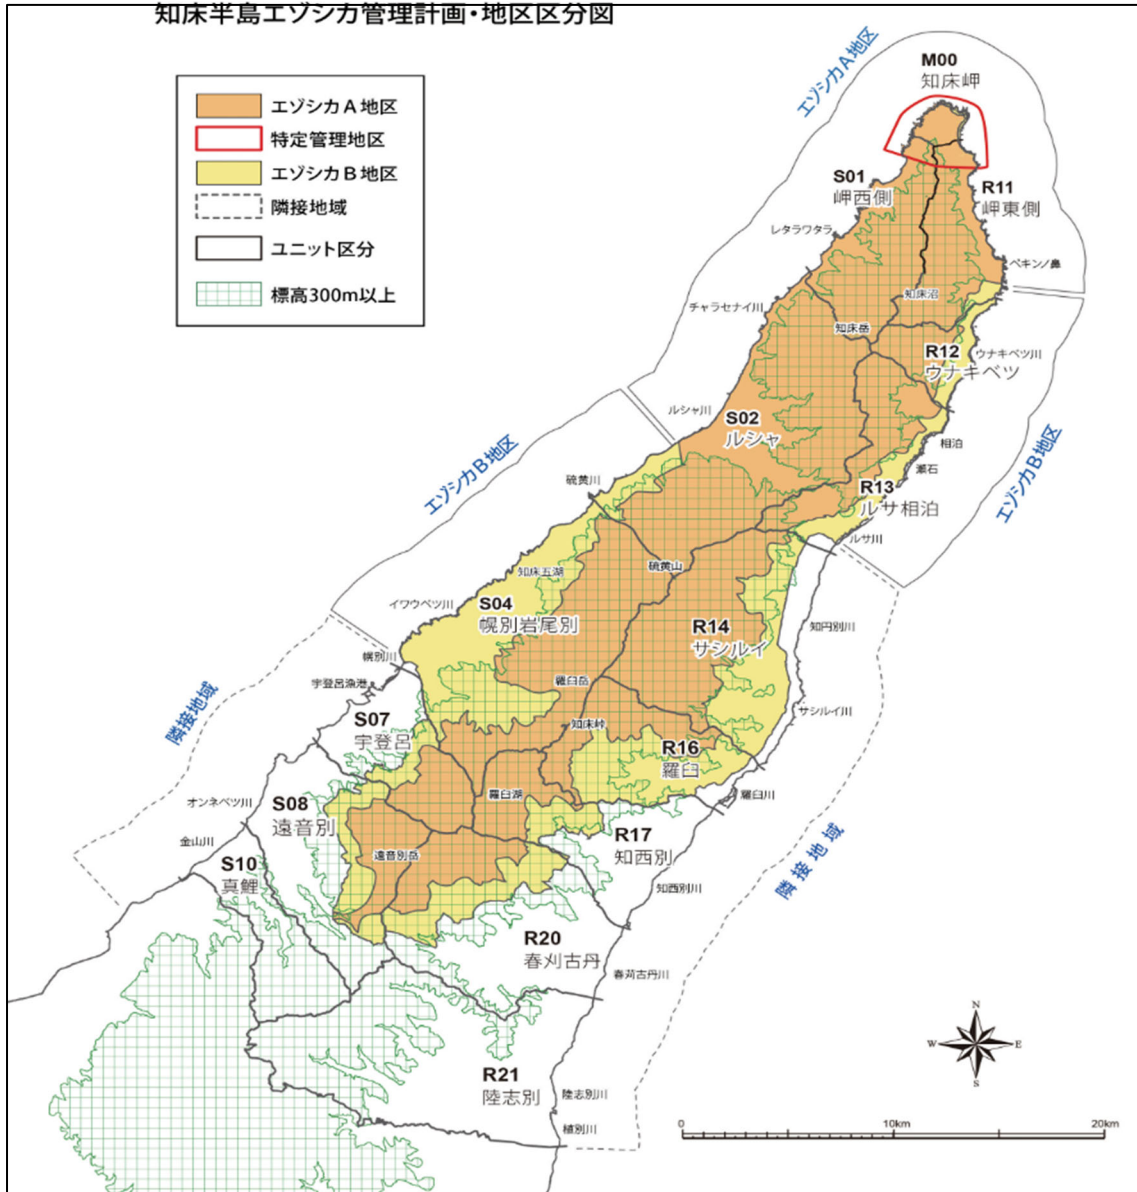 知床半島エゾシカ管理計画・地区区分図
エゾシカA地区
特定管理地区
エゾシカB地区
隣接地域
ユニット区分
標高300m以上
エゾシカA地区
M00
知床岬
S01
岬西側
R11
岬東側
レタラワタラ
ペキンノ鼻
チャラセナイ川
知床沼
知床岳
R12
ウナキベツ
ウナキベツ川
ルシャ川
S02
ルシャ
相泊
瀬石
エゾシカB地区
エゾシカB地区
硫黄川
R13
ルサ相泊
ルサ川
硫黄山
知床五湖
イワウベツ川
S04
幌別岩尾別
R14
サシルイ
知円別川
幌別川
宇登呂漁港
羅臼岳
隣接地域
S07
宇登呂
知床峠
サシルイ川
R16
羅臼
羅臼湖
羅臼川
オンネベツ川
S08
遠音別
金山川
R17
知西別
遠音別岳
隣接地域
S10
真鯉
知西別川
R20
春刈古丹
春刈古丹川
N
W
E
S
R21
陸志別
陸志別川
植別川
0
10km
20km